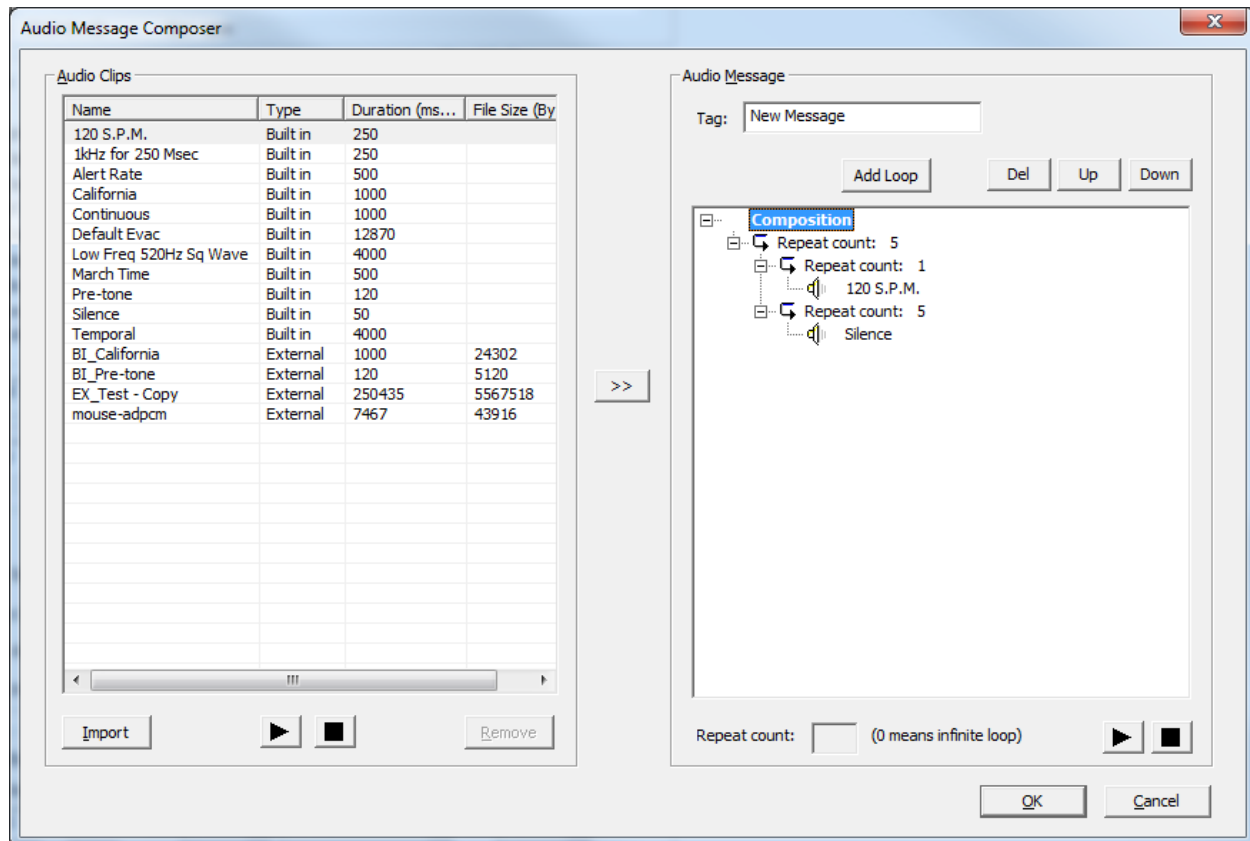 Audio Message Composer
Audio Clips
Name Type Duration (ms... File Size (By
120 S.P.M. Built in 250
1kHz for 250 Msec Built in 250
Alert Rate Built in 500
California Built in 1000
Continuous Built in 1000
Default Evac Built in 12870
Low Freq 520Hz Sq Wave Built in 4000
March Time Built in 500
Pre-tone Built in 120
Silence Built in 50
Temporal Built in 4000
BI_California External 1000 24302
BI_Pre-tone External 120 5120
EX_Test - Copy External 250435 5567518
mouse-adpcm External 7467 43916
Import
Remove
>>
Audio Message
Tag: New Message
Add Loop Del Up Down
Composition
Repeat count: 5
Repeat count: 1
120 S.P.M.
Repeat count: 5
Silence
Repeat count: (0 means infinite loop)
OK Cancel